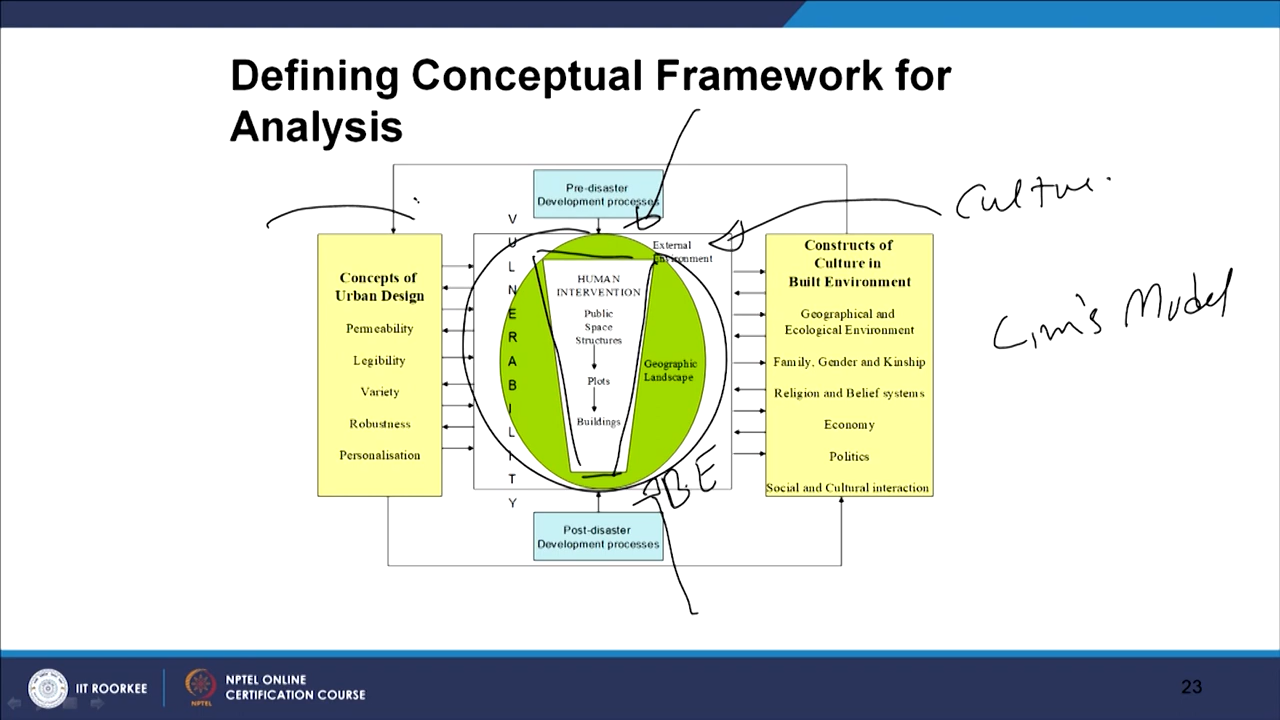 Defining Conceptual Framework for
Analysis
Pre-disaster
Development processes
Culture.
VULNERABILITY
External
Environment
Concepts of
Urban Design
Permeability
Legibility
Variety
Robustness
Personalisation
HUMAN
INTERVENTION
Public
Space
Structures
Plots
Buildings
Geographic
Landscape
BE
Constructs of
Culture in
Built Environment
Geographical and
Ecological Environment
Family, Gender and Kinship
Religion and Belief systems
Economy
Politics
Social and Cultural interaction
Model
Post-disaster
Development processes
IIT ROORKEE
NPTEL ONLINE
CERTIFICATION COURSE
NPTEL
23